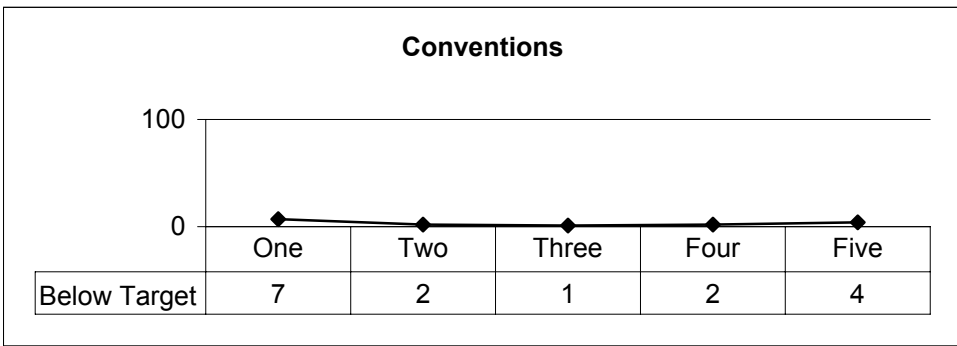 Conventions
100
0
One Two Three Four Five
Below Target 7 2 1 2 4